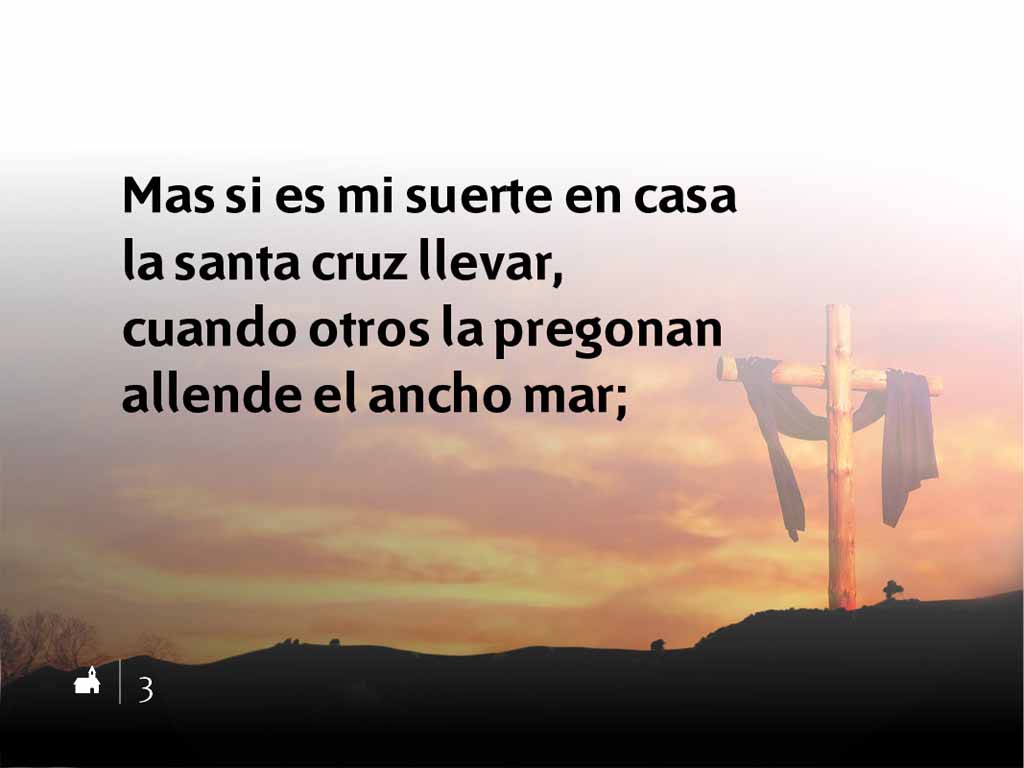 Mas si es mi suerte en casa
la santa cruz llevar,
cuando otros la pregonan
allende el ancho mar;
3